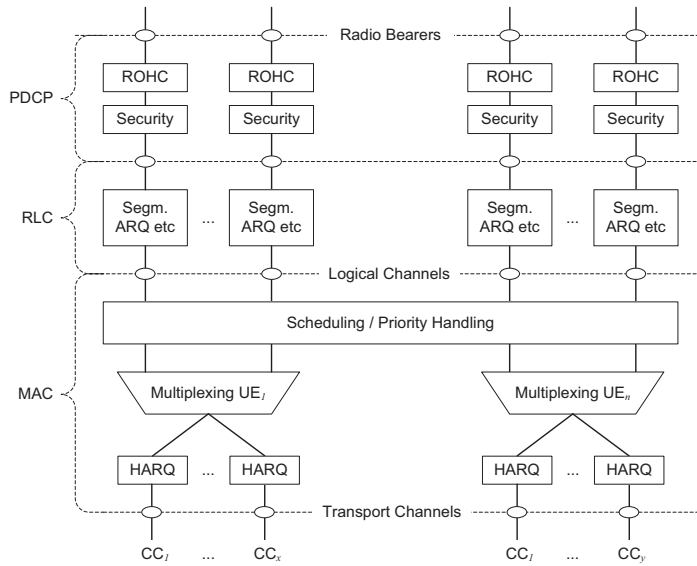 Radio Bearers
ROHC ROHC ROHC ROHC
PDCP
Security Security Security Security
Segm. ARQ etc ... Segm. ARQ etc Segm. ARQ etc ... Segm. ARQ etc
RLC
Logical Channels
Scheduling / Priority Handling
MAC
Multiplexing UE1 Multiplexing UEn
HARQ ... HARQ HARQ ... HARQ
Transport Channels
CC1 ... CCx CC1 ... CCy